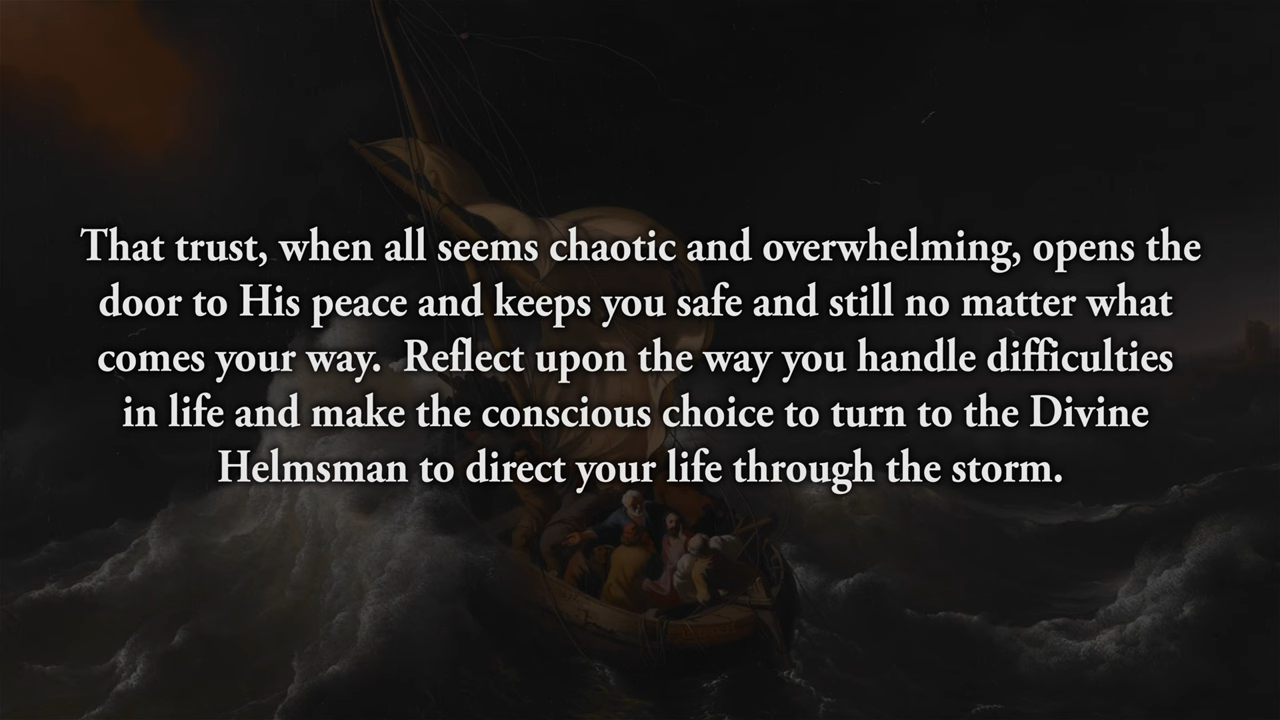 That trust, when all seems chaotic and overwhelming, opens the
door to His peace and keeps you safe and still no matter what
comes your way.  Reflect upon the way you handle difficulties
in life and make the conscious choice to turn to the Divine
Helmsman to direct your life through the storm.